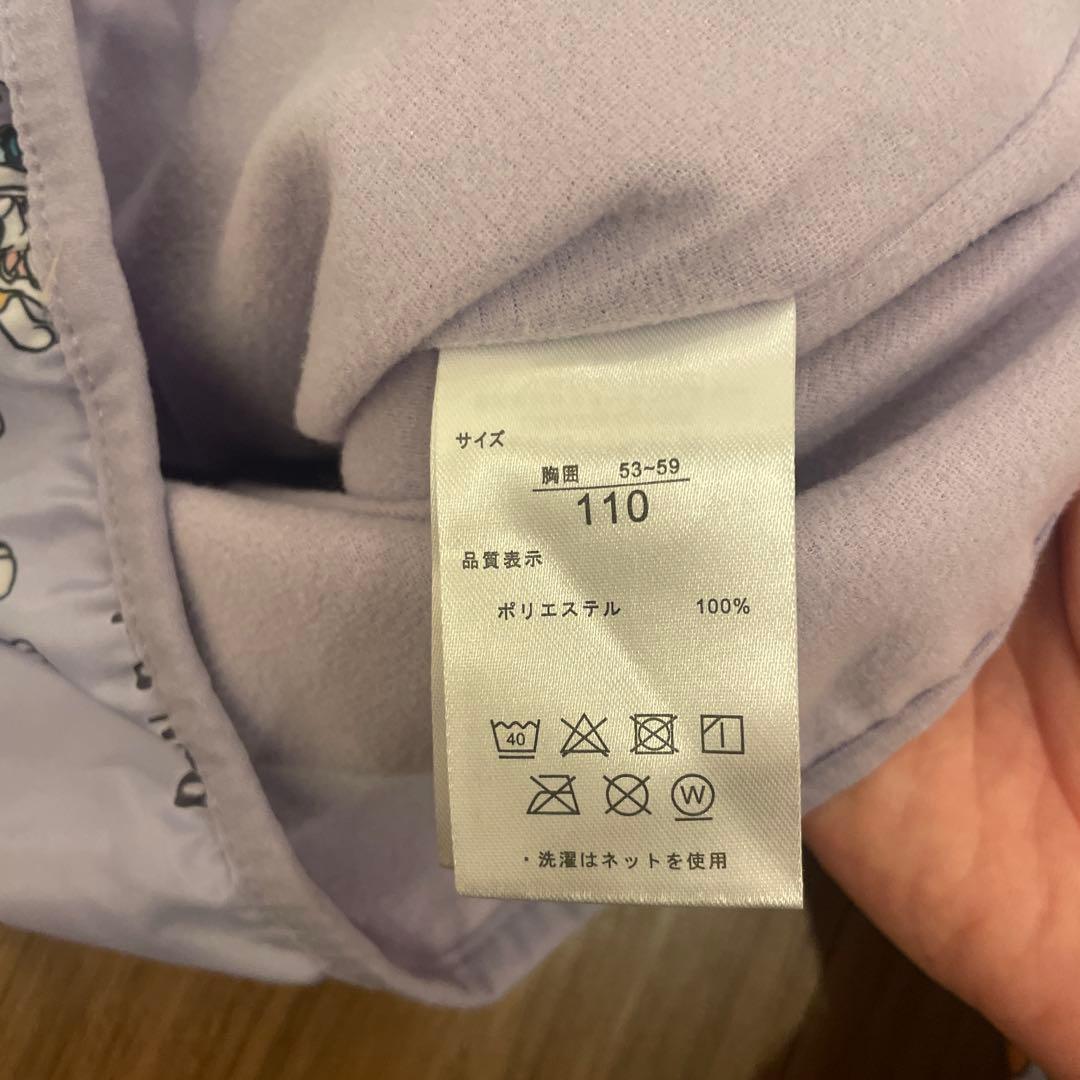 サイズ
胸囲 53~59
110
品質表示
ポリエステル 100%
40
W
・洗濯はネットを使用